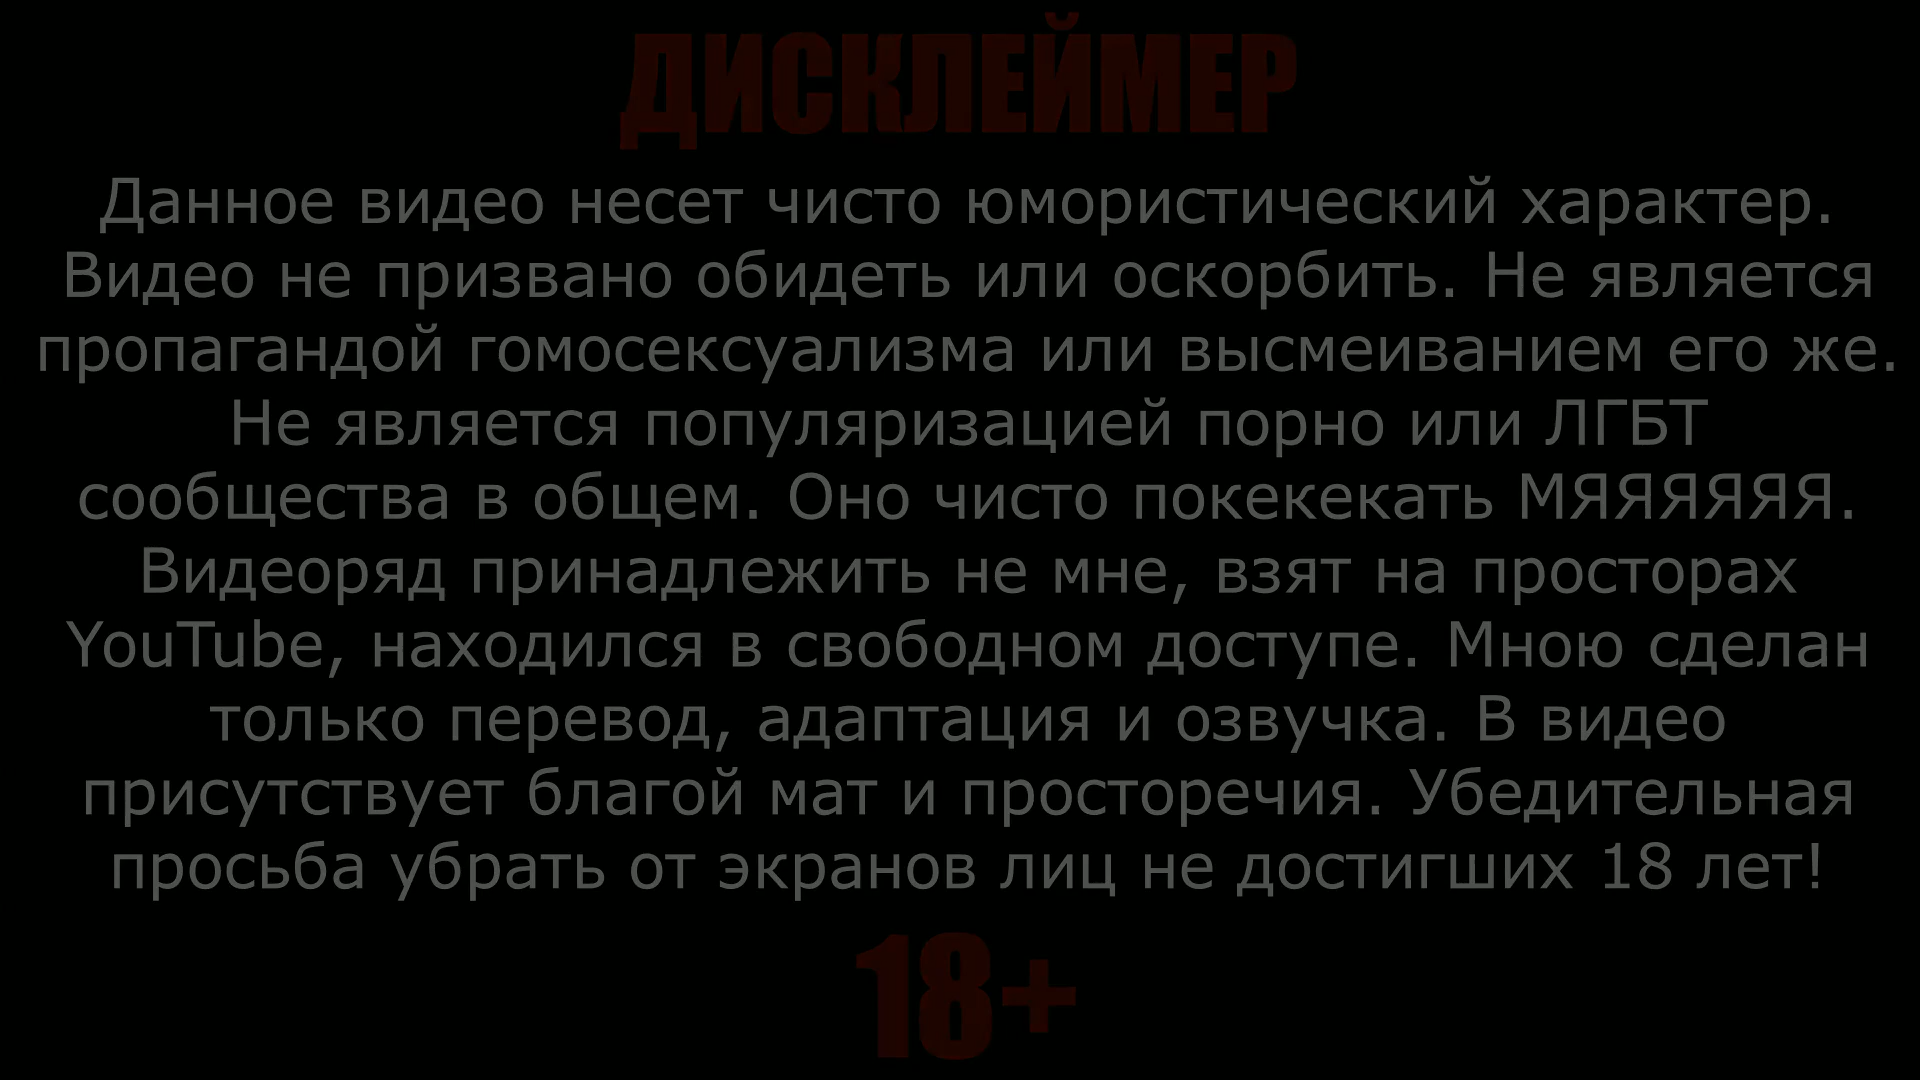 ДИСКЛЕЙМЕР
Данное видео несет чисто юмористический характер.
Видео не призвано обидеть или оскорбить. Не является
пропагандой гомосексуализма или высмеиванием его же.
Не является популяризацией порно или ЛГБТ
сообщества в общем. Оно чисто покекекать МЯЯЯЯЯЯ.
Видеоряд принадлежить не мне, взят на просторах
YouTube, находился в свободном доступе. Мною сделан
только перевод, адаптация и озвучка. В видео
присутствует благой мат и просторечия. Убедительная
просьба убрать от экранов лиц не достигших 18 лет!
18+